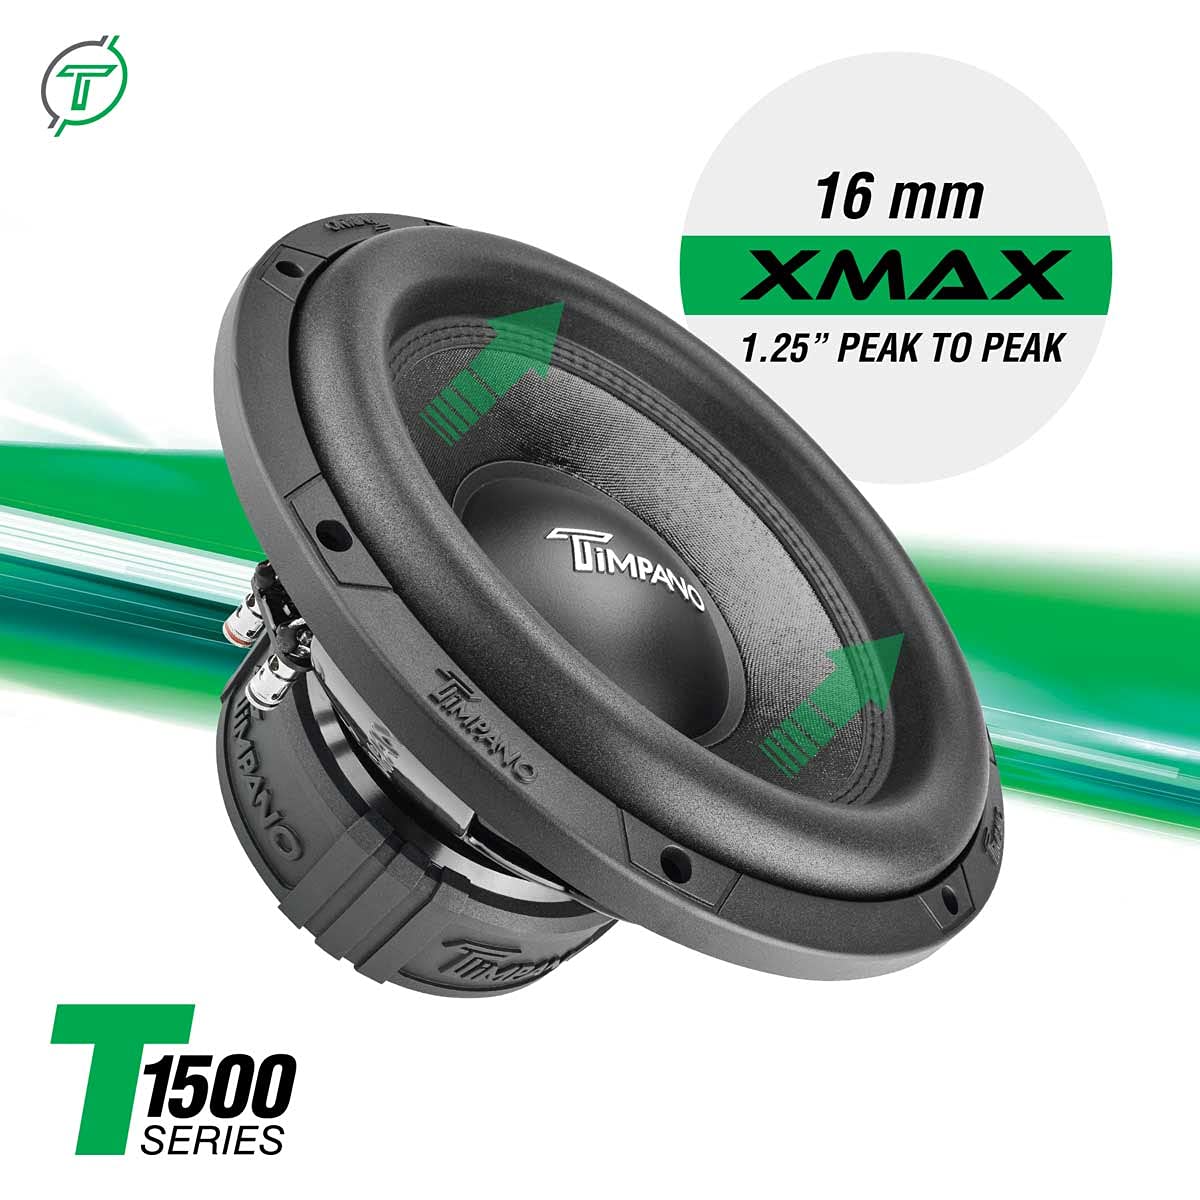 T
16 mm
XMAX
1.25” PEAK TO PEAK
TiMPANO
TiMPANO
TiMPANO
TiMPANO
T1500
SERIES